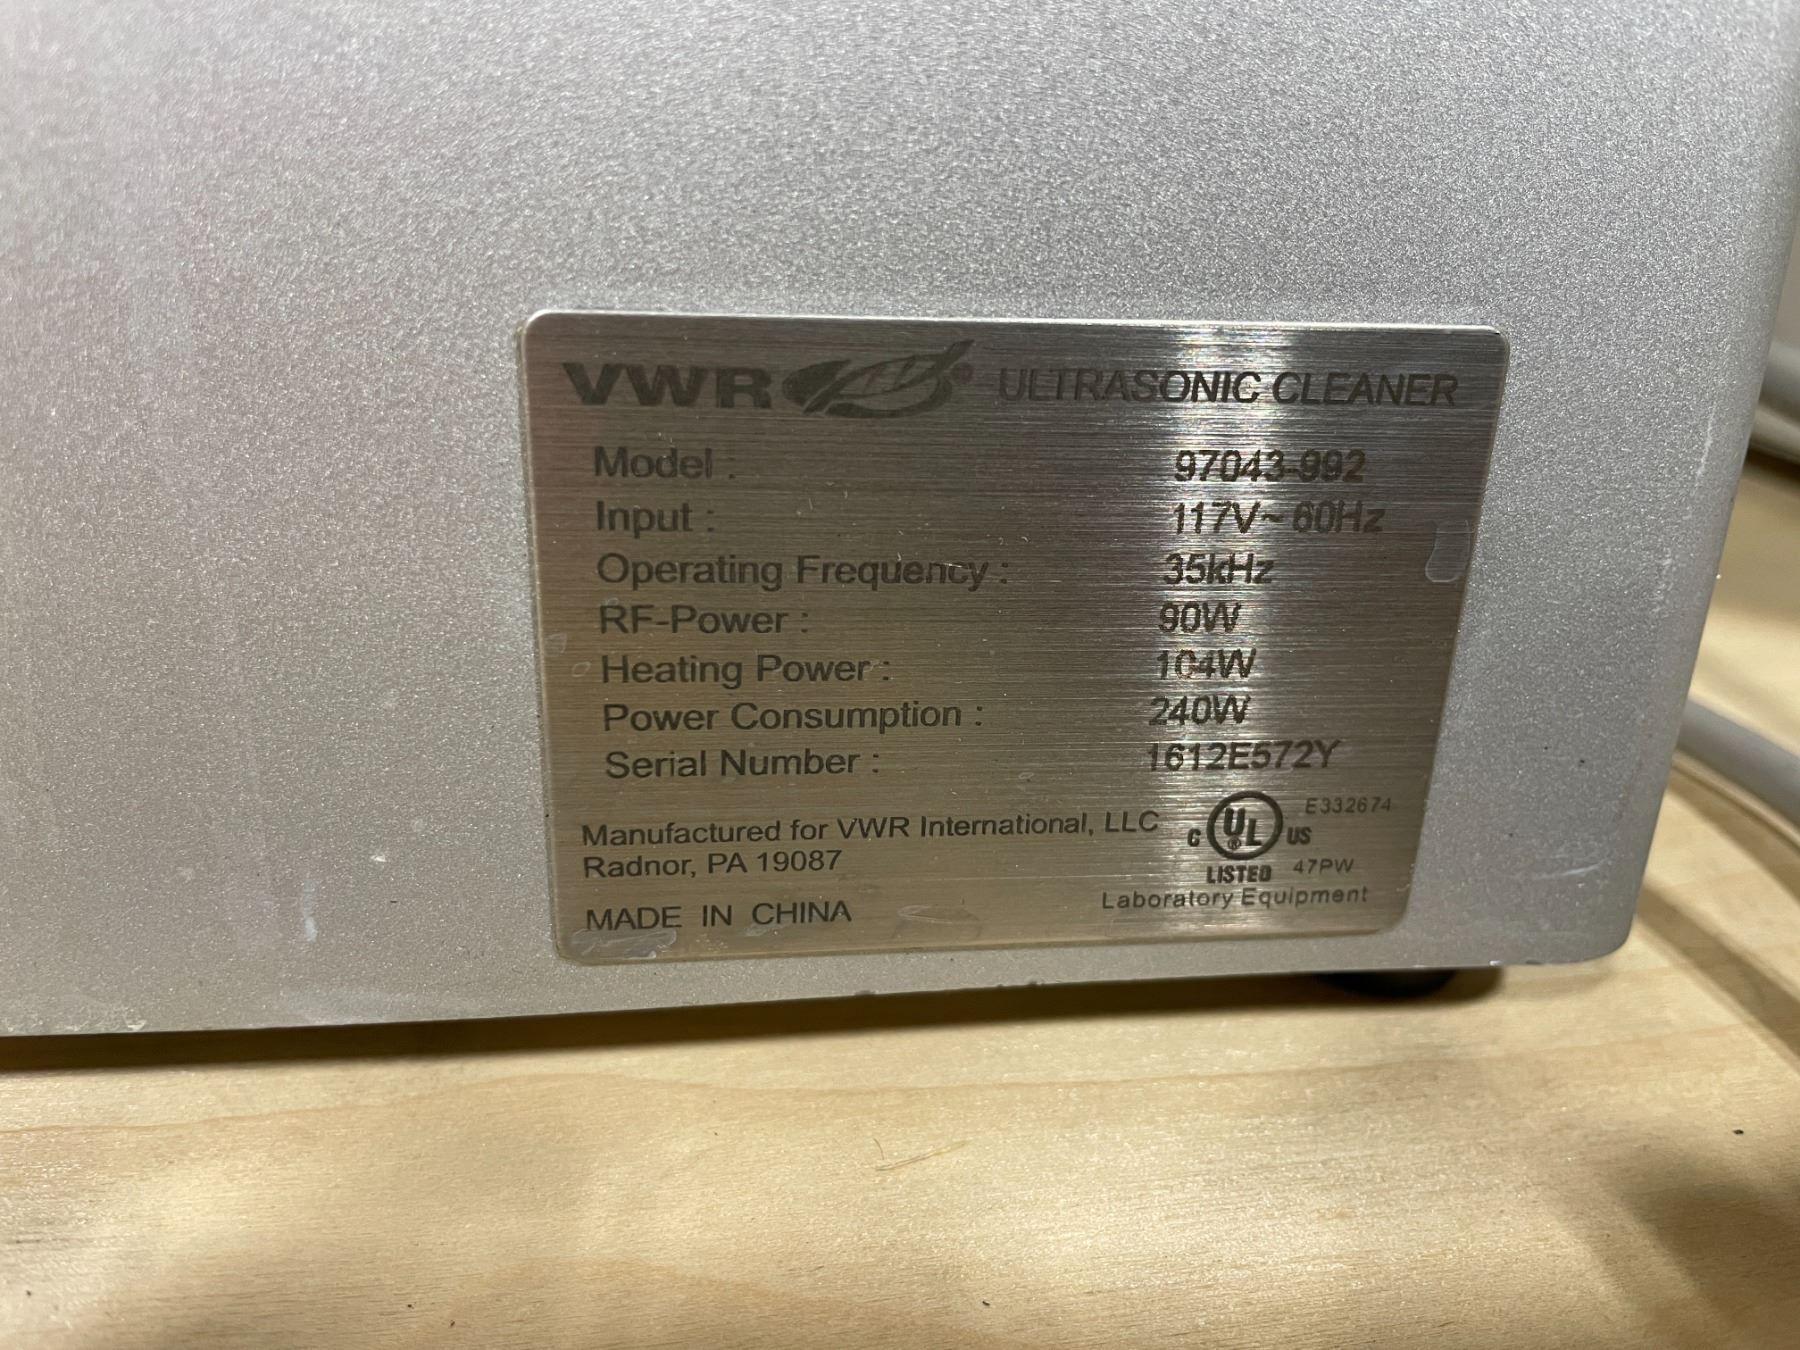 VWR ULTRASONIC CLEANER
Model : 97043-992
Input : 117V~ 60Hz
Operating Frequency : 35kHz
RF-Power : 90W
Heating Power : 104W
Power Consumption : 240W
Serial Number : 1612E572Y
Manufactured for VWR International, LLC
Radnor, PA 19087
MADE IN CHINA
E332674
C UL ® US
LISTED 47PW
Laboratory Equipment